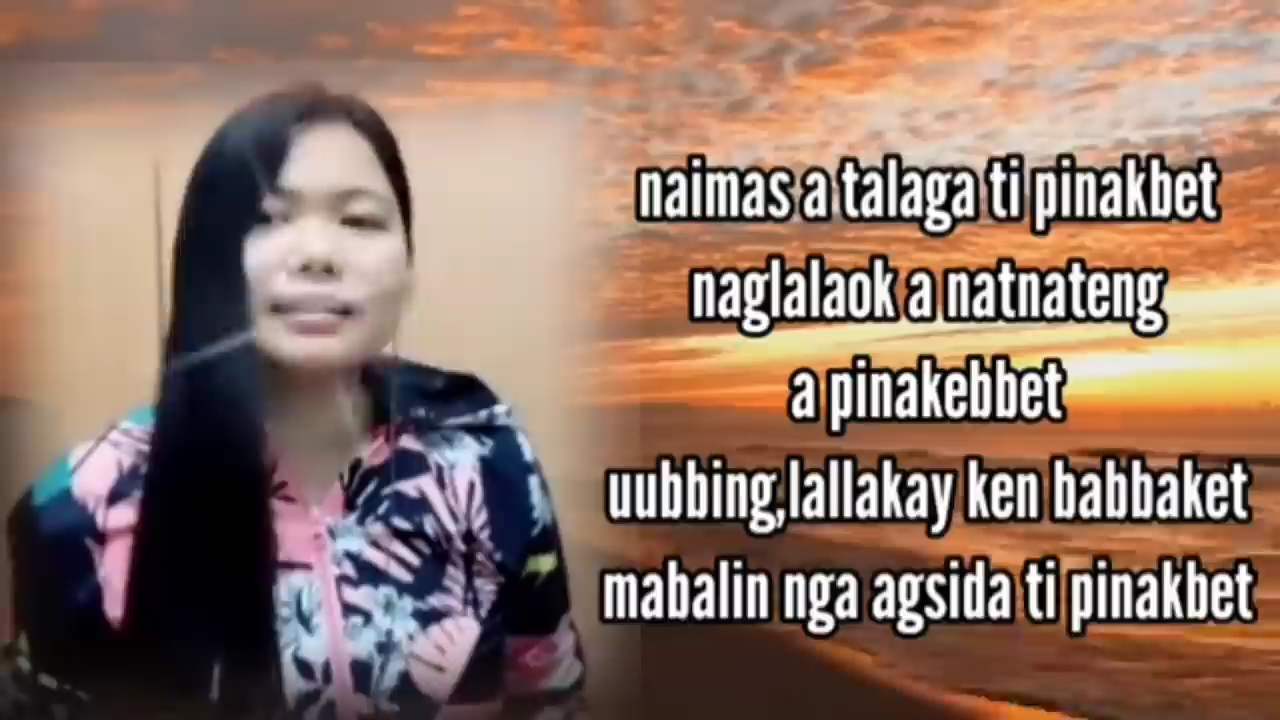 naimas a talaga ti pinakbet
naglalaok a natnateng
a pinakebbet
uubbing,lallakay ken babbaket
mabalin nga agsida ti pinakbet